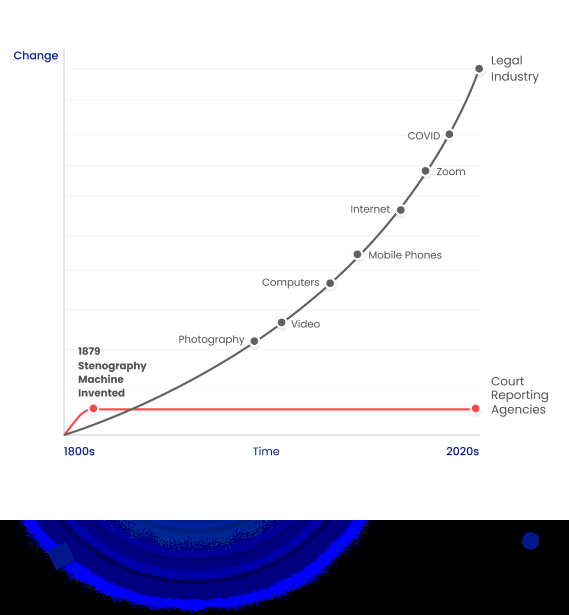 Change
Legal
Industry
COVID
Zoom
Internet
Mobile Phones
Computers
Video
Photography
1879
Stenography
Machine
Invented
Court
Reporting
Agencies
1800s
Time
2020s